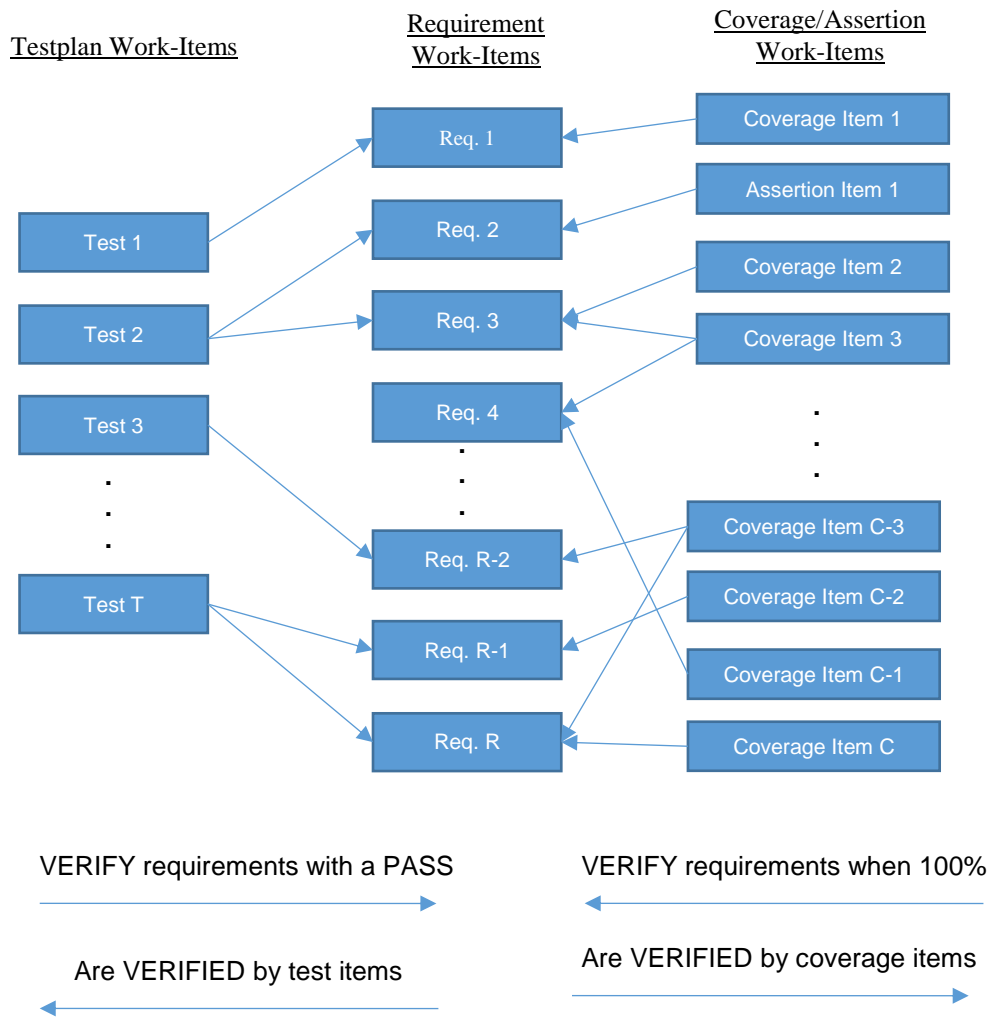 Testplan Work-Items
Requirement
Work-Items
Coverage/Assertion
Work-Items
Test 1
Test 2
Test 3
.
.
.
Test T
Req. 1
Req. 2
Req. 3
Req. 4
.
.
.
Req. R-2
Req. R-1
Req. R
Coverage Item 1
Assertion Item 1
Coverage Item 2
Coverage Item 3
.
.
.
Coverage Item C-3
Coverage Item C-2
Coverage Item C-1
Coverage Item C
VERIFY requirements with a PASS
Are VERIFIED by test items
VERIFY requirements when 100%
Are VERIFIED by coverage items